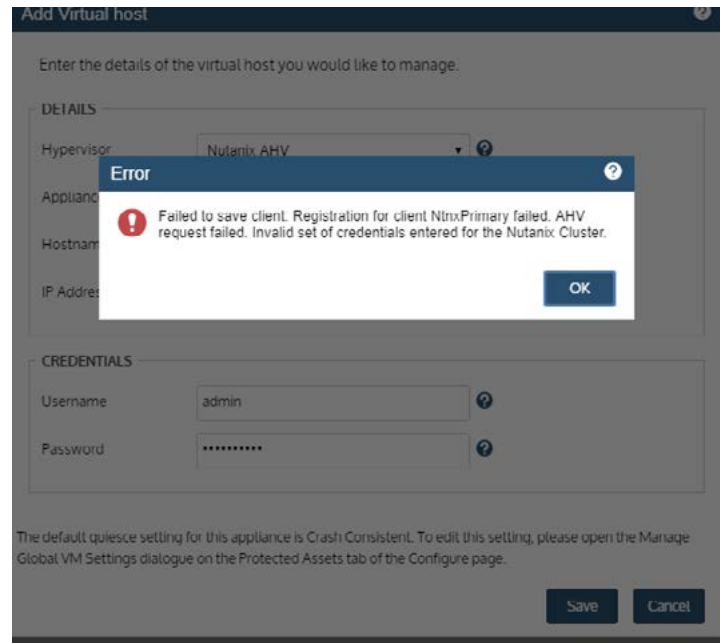 Add Virtual host
Enter the details of the virtual host you would like to manage.
DETAILS
Hypervisor
Nutanix AHV
Error
Failed to save client. Registration for client NtnxPrimary failed. AHV
request failed. Invalid set of credentials entered for the Nutanix Cluster.
OK
CREDENTIALS
Username
admin
Password
••••••••••
The default quiesce setting for this appliance is Crash Consistent. To edit this setting, please open the Manage
Global VM Settings dialogue on the Protected Assets tab of the Configure page.
Save
Cancel